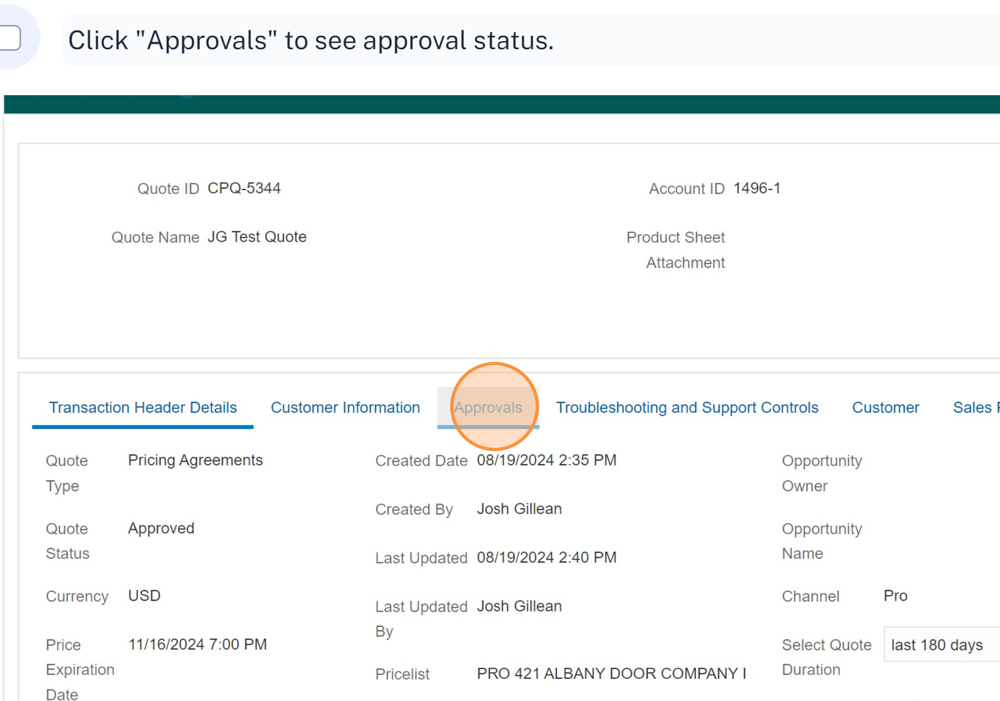 Click "Approvals" to see approval status.
Quote ID CPQ-5344
Account ID 1496-1
Quote Name JG Test Quote
Product Sheet
Attachment
Transaction Header Details Customer Information Approvals Troubleshooting and Support Controls Customer Sales
Quote Pricing Agreements
Type
Quote Approved
Status
Currency USD
Price 11/16/2024 7:00 PM
Expiration
Date
Created Date 08/19/2024 2:35 PM
Created By Josh Gillean
Last Updated 08/19/2024 2:40 PM
Last Updated Josh Gillean
By
Pricelist PRO 421 ALBANY DOOR COMPANY I
Opportunity
Owner
Opportunity
Name
Channel Pro
Select Quote last 180 days
Duration